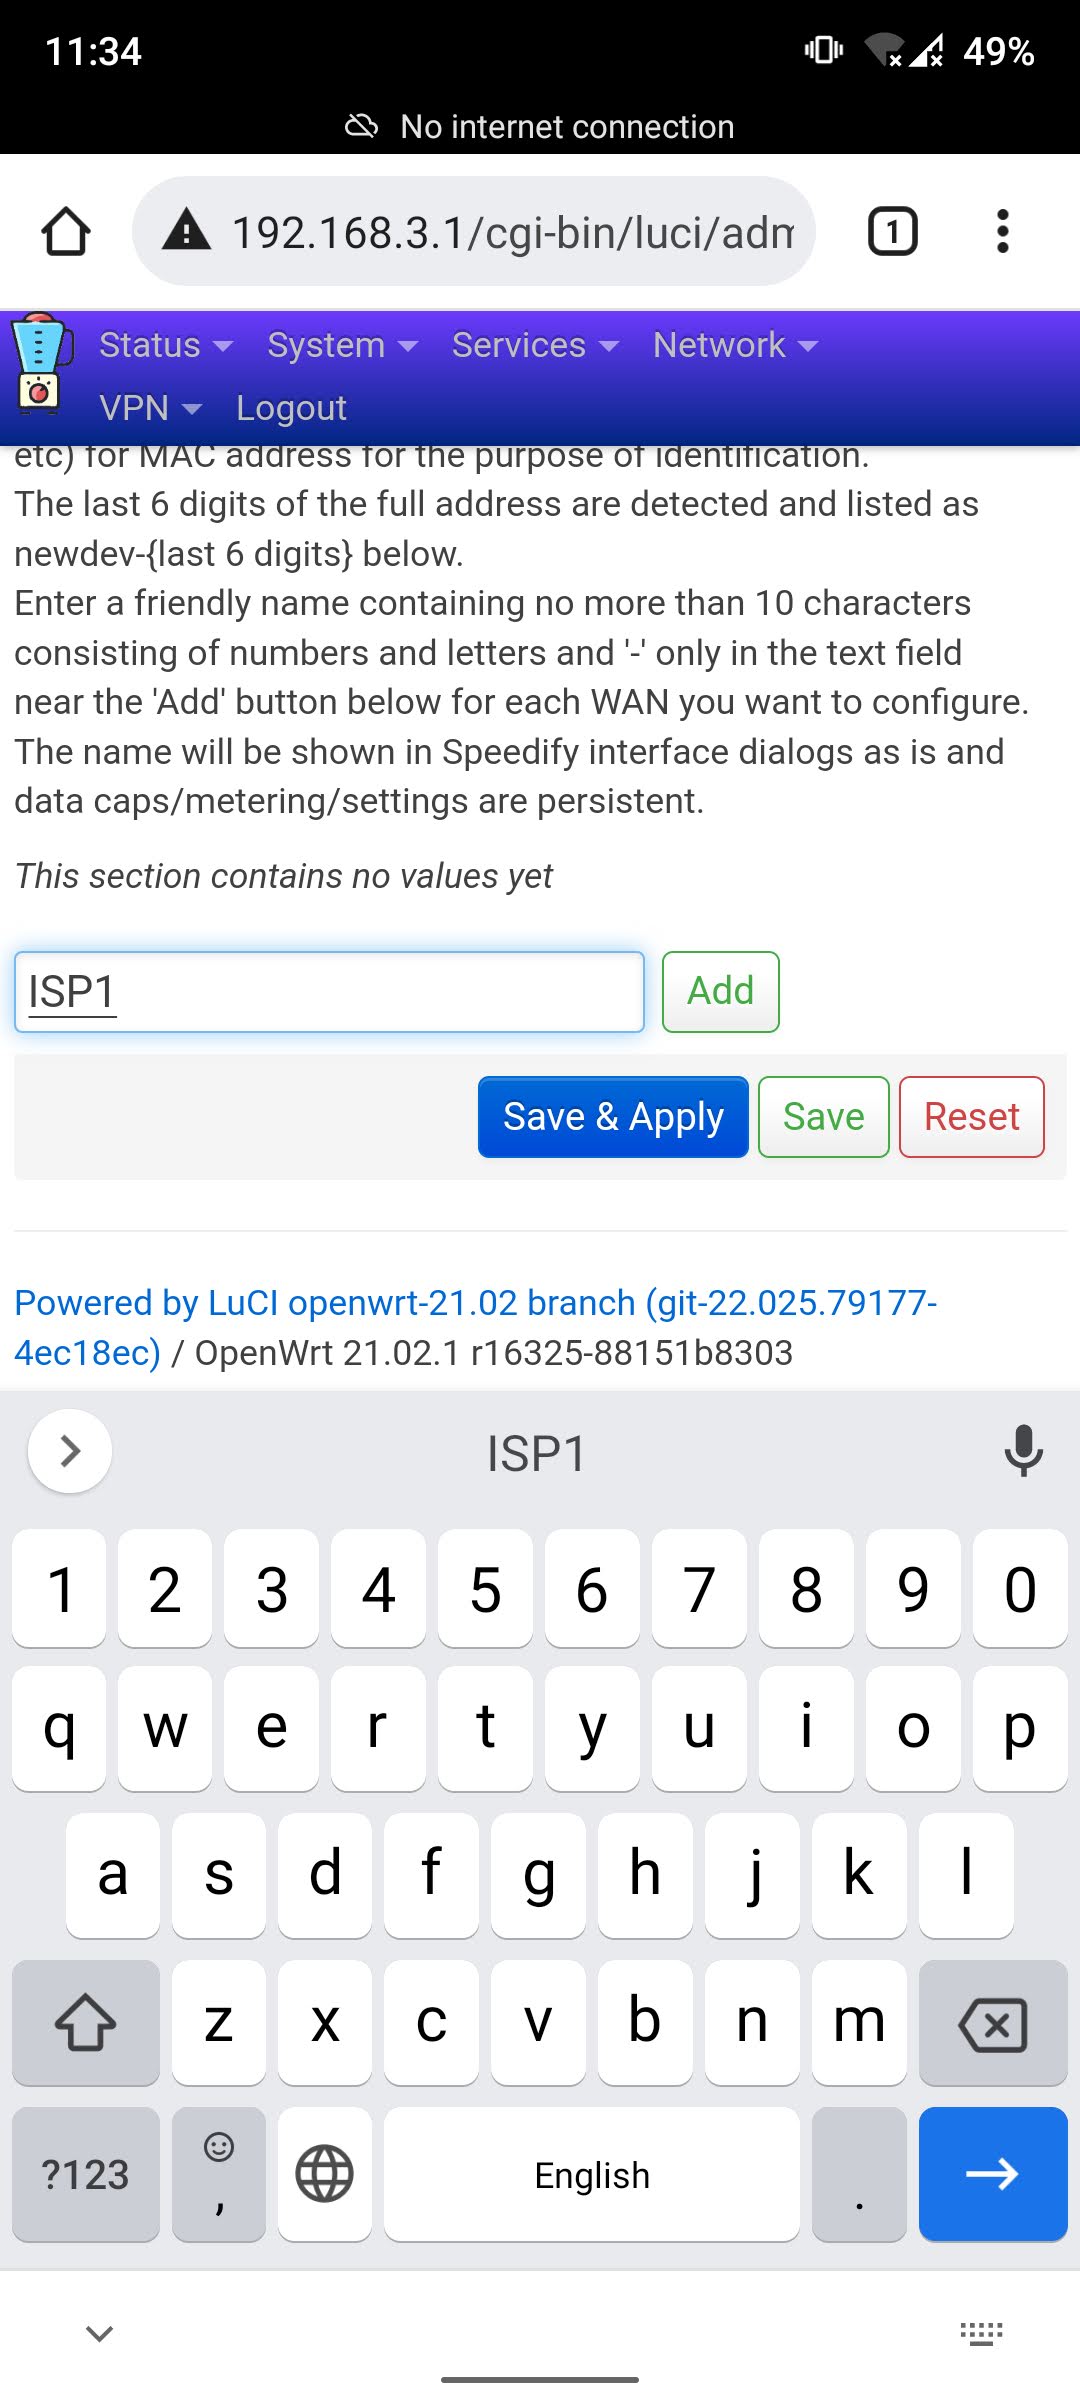 11:34
49%
No internet connection
192.168.3.1/cgi-bin/luci/adm
1
Status System Services Network
VPN Logout
etc) for MAC address for the purpose of identification.
The last 6 digits of the full address are detected and listed as
newdev-{last 6 digits} below.
Enter a friendly name containing no more than 10 characters
consisting of numbers and letters and '-' only in the text field
near the 'Add' button below for each WAN you want to configure.
The name will be shown in Speedify interface dialogs as is and
data caps/metering/settings are persistent.
This section contains no values yet
ISP1 Add
Save & Apply Save Reset
Powered by LuCI openwrt-21.02 branch (git-22.025.79177-
4ec18ec) / OpenWrt 21.02.1 r16325-88151b8303
ISP1
1 2 3 4 5 6 7 8 9 0
q w e r t y u i o p
a s d f g h j k l
z x c v b n m
?123 , English .